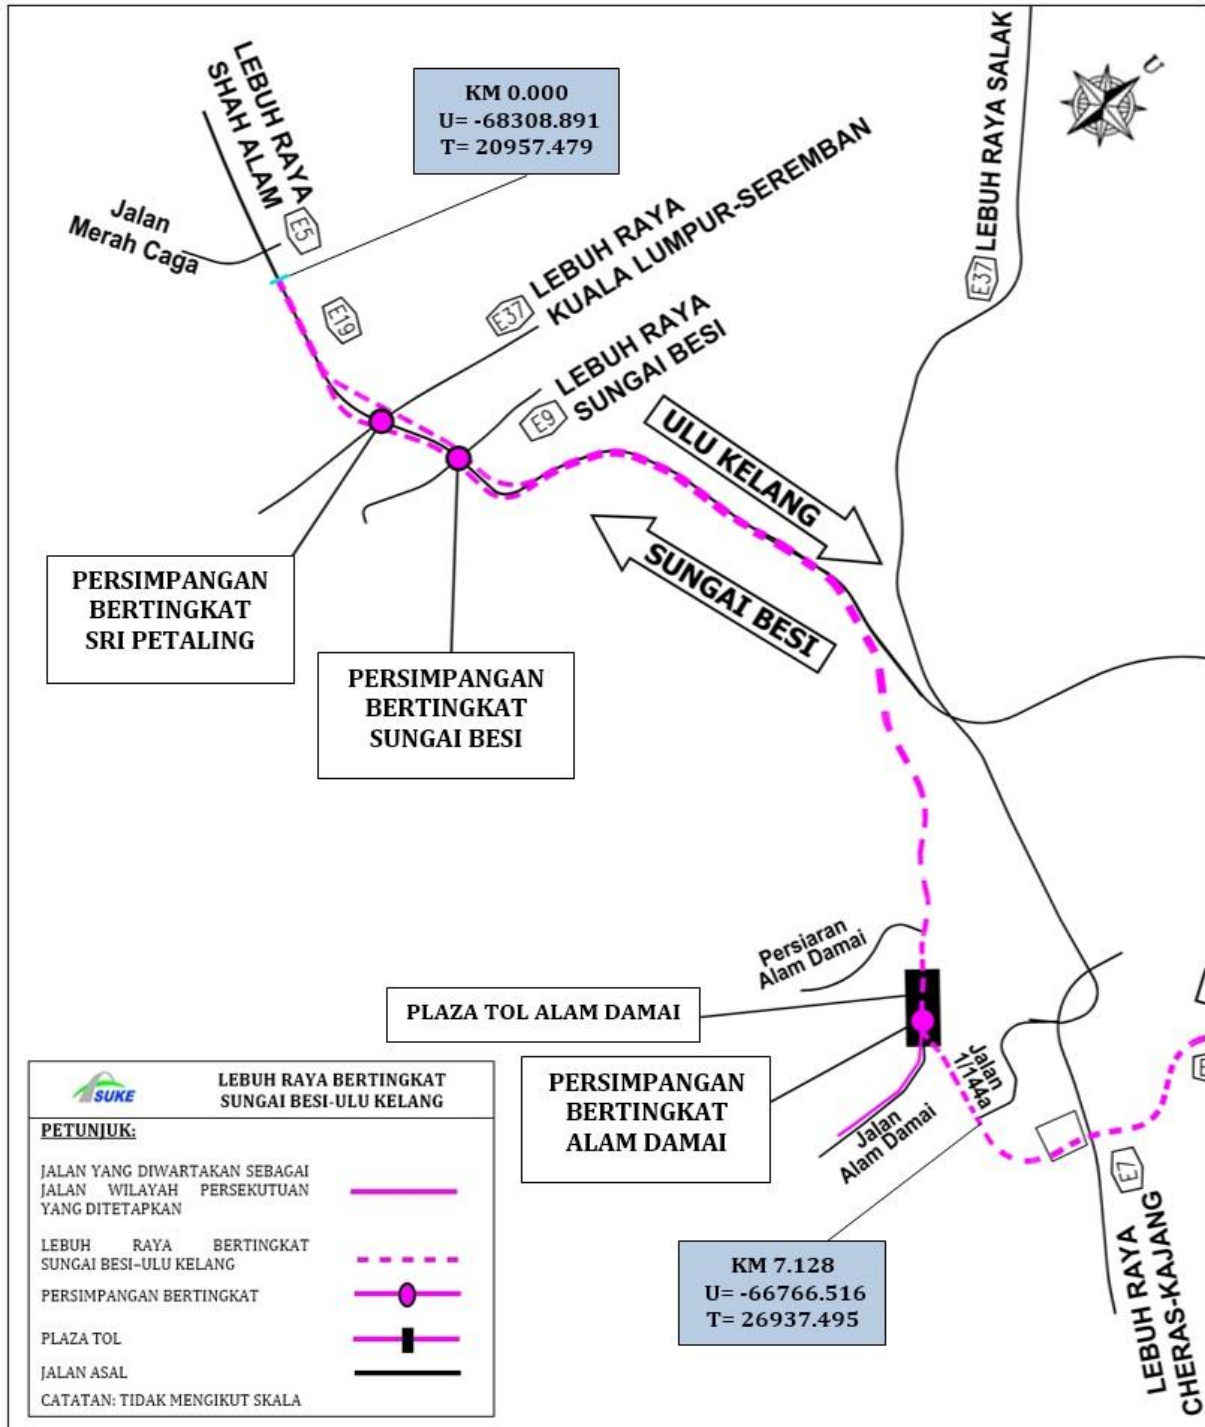 LEBUH RAYA
SHAH ALAM
E5
KM 0.000
U= -68308.891
T= 20957.479
U
E37
LEBUH RAYA SALAK
Jalan
Merah Caga
E19
E37
LEBUH RAYA
KUALA LUMPUR-SEREMBAN
E9
LEBUH RAYA
SUNGAI BESI
ULU KELANG
SUNGAI BESI
PERSIMPANGAN
BERTINGKAT
SRI PETALING
PERSIMPANGAN
BERTINGKAT
SUNGAI BESI
Persiaran
Alam Damai
PLAZA TOL ALAM DAMAI
PERSIMPANGAN
BERTINGKAT
ALAM DAMAI
Jalan
1/144a
Jalan
Alam Damai
E7
LEBUH RAYA
CHERAS-KAJANG
KM 7.128
U= -66766.516
T= 26937.495
SUKE
LEBUH RAYA BERTINGKAT
SUNGAI BESI-ULU KELANG
PETUNJUK:
JALAN YANG DIWARTAKAN SEBAGAI
JALAN WILAYAH PERSEKUTUAN
YANG DITETAPKAN
LEBUH RAYA BERTINGKAT
SUNGAI BESI–ULU KELANG
PERSIMPANGAN BERTINGKAT
PLAZA TOL
JALAN ASAL
CATATAN: TIDAK MENGIKUT SKALA